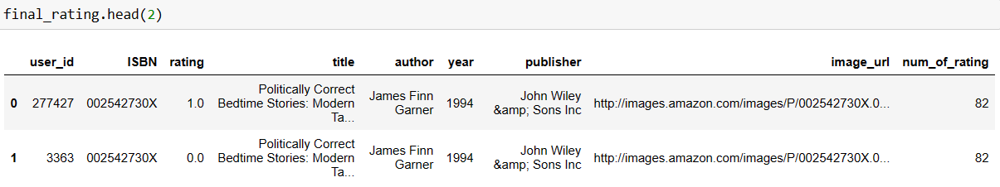 final_rating.head(2)
user_id ISBN rating title author year publisher image_url num_of_rating
0 277427 002542730X 1.0 Politically Correct Bedtime Stories: Modern Ta... James Finn Garner 1994 John Wiley &amp; Sons Inc http://images.amazon.com/images/P/002542730X.0... 82
1 3363 002542730X 0.0 Politically Correct Bedtime Stories: Modern Ta... James Finn Garner 1994 John Wiley &amp; Sons Inc http://images.amazon.com/images/P/002542730X.0... 82